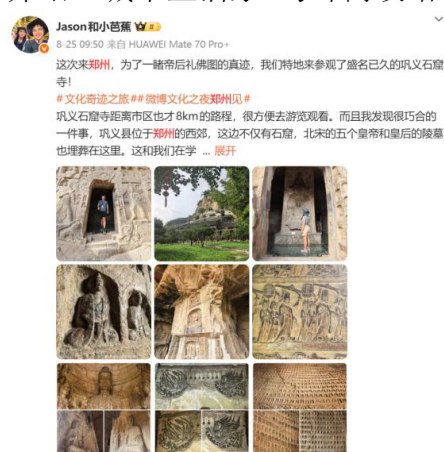 Jason和小芭蕉
8-25 09:50 来自 HUAWEI Mate 70 Pro+
这次来郑州，为了一睹帝后礼佛图的真迹，我们特地来参观了盛名已久的巩义石窟
寺！
#文化奇迹之旅##微博文化之夜郑州见#
巩义石窟寺距离市区也才8km的路程，很方便去游览观看。而且我发现很巧合的
一件事，巩义县位于郑州的西郊，这边不仅有石窟，北宋的五个皇帝和皇后的陵墓
也埋葬在这里。这和我们在学 ... 展开